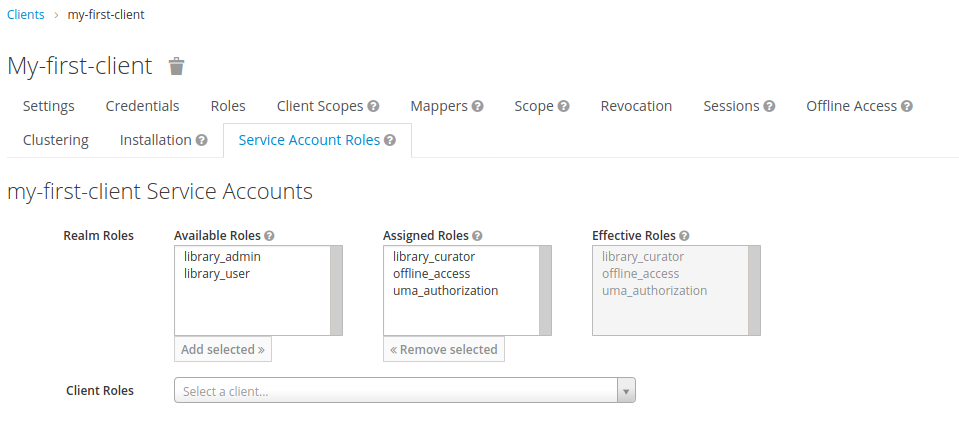 Clients › my-first-client
My-first-client
Settings Credentials Roles Client Scopes ? Mappers ? Scope ? Revocation Sessions ? Offline Access ?
Clustering Installation ? Service Account Roles ?
my-first-client Service Accounts
Realm Roles Available Roles ? Assigned Roles ? Effective Roles ?
library_admin library_curator library_curator
library_user offline_access offline_access
uma_authorization uma_authorization
Add selected » « Remove selected
Client Roles Select a client...